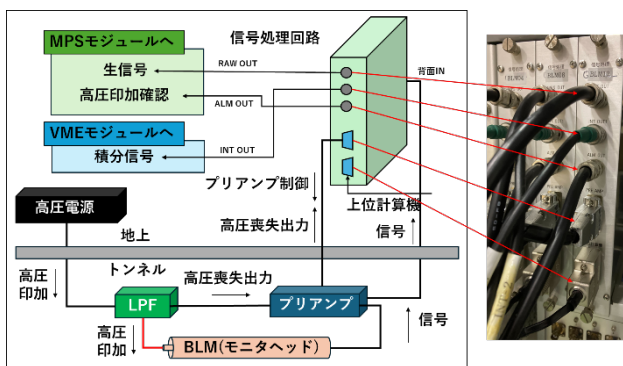 MPSモジュールへ
生信号
高圧印加確認
VMEモジュールへ
積分信号
信号処理回路
RAW OUT
ALM OUT
INT OUT
背面IN
プリアンプ制御
高圧喪失出力
上位計算機
信号
高圧電源
地上
トンネル
高圧
印加
LPF
高圧喪失出力
プリアンプ
高圧
印加
BLM(モニタヘッド)
信号